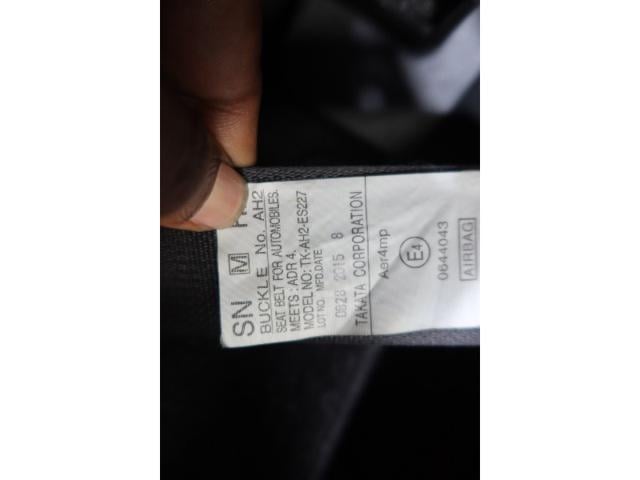 SN M
BUCKLE No. AH2
SEAT BELT FOR AUTOMOBILES.
MEETS : ADR 4.
MODEL NO: TK-AH2-ES227
LOT NO. MFD.DATE
0628 2015 8
TAKATA CORPORATION
Aer4mp
E4
0644043
AIRBAG